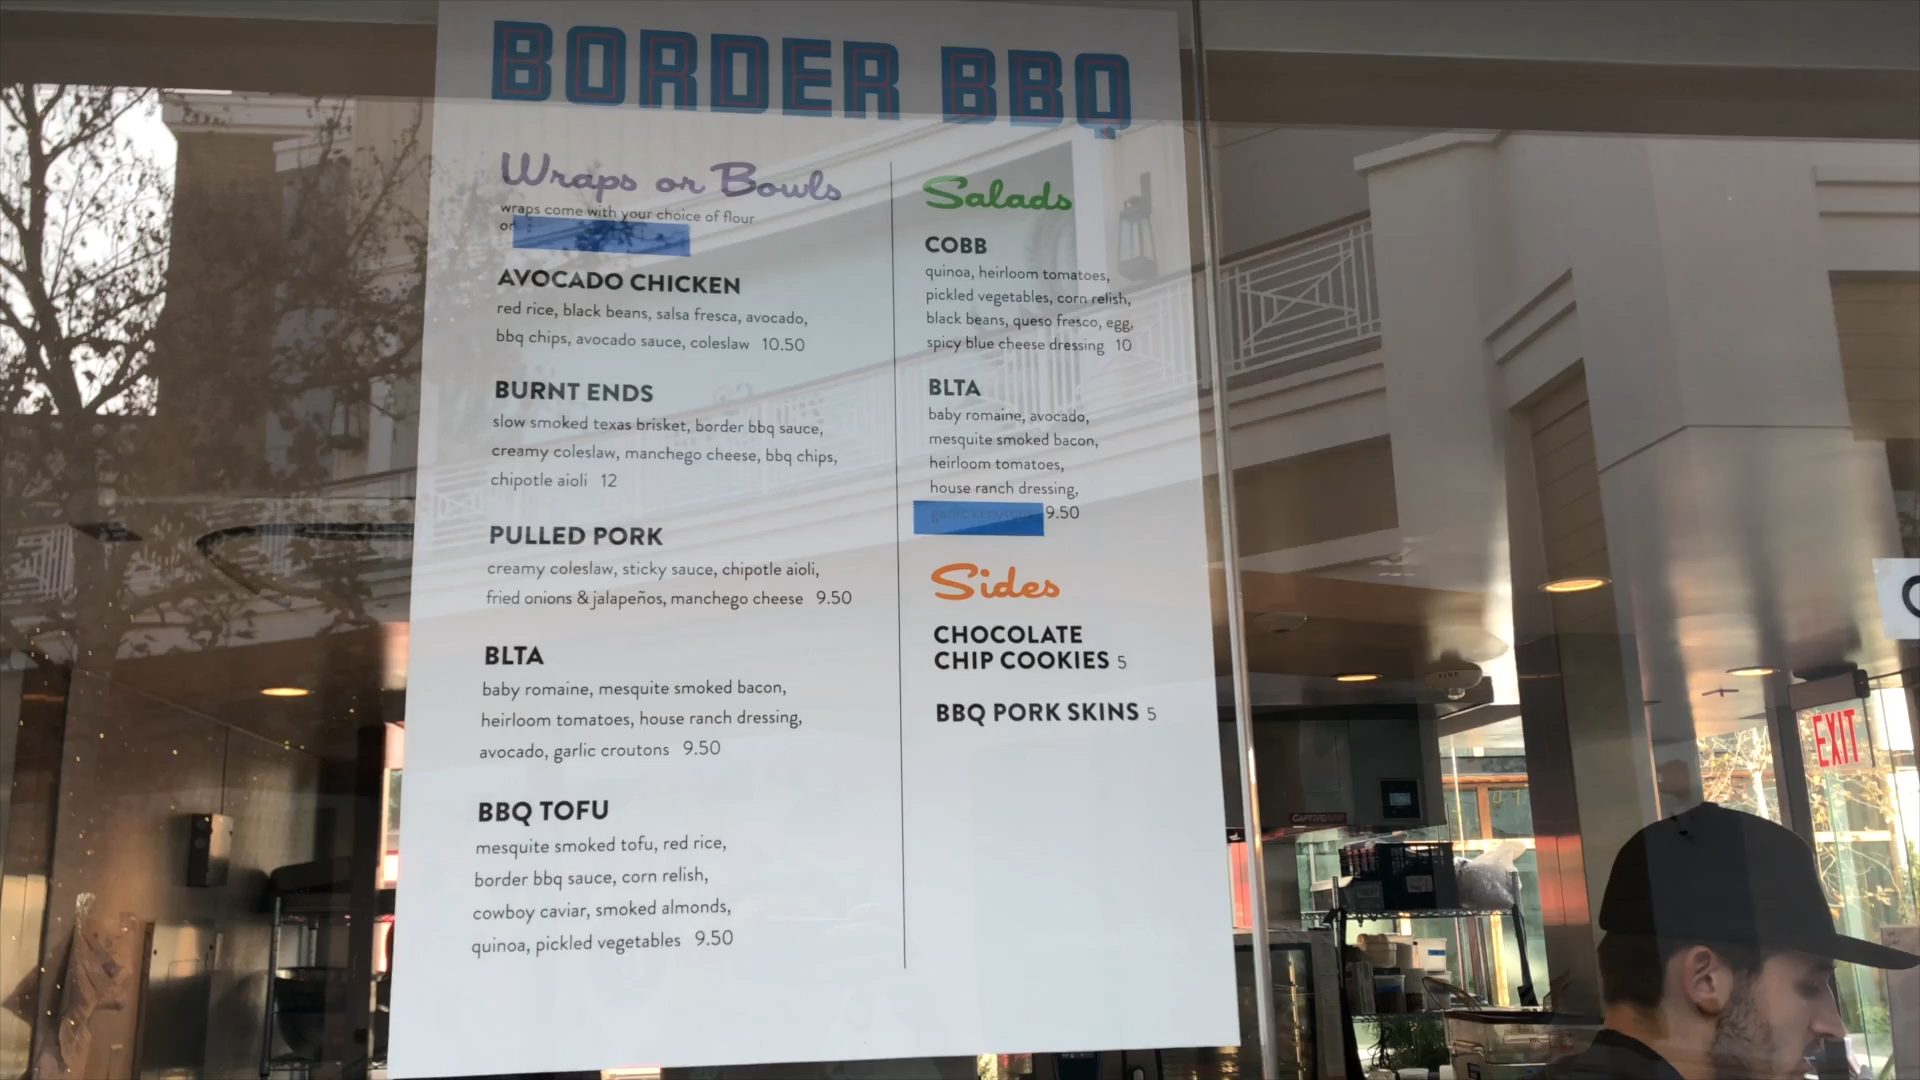 BORDER BBQ
Wraps or Bowls
wraps come with your choice of flour
or
AVOCADO CHICKEN
red rice, black beans, salsa fresca, avocado,
bbq chips, avocado sauce, coleslaw 10.50
BURNT ENDS
slow smoked texas brisket, border bbq sauce,
creamy coleslaw, manchego cheese, bbq chips,
chipotle aioli 12
PULLED PORK
creamy coleslaw, sticky sauce, chipotle aioli,
fried onions & jalapeños, manchego cheese 9.50
BLTA
baby romaine, mesquite smoked bacon,
heirloom tomatoes, house ranch dressing,
avocado, garlic croutons 9.50
BBQ TOFU
mesquite smoked tofu, red rice,
border bbq sauce, corn relish,
cowboy caviar, smoked almonds,
quinoa, pickled vegetables 9.50
Salads
COBB
quinoa, heirloom tomatoes,
pickled vegetables, corn relish,
black beans, queso fresco, egg,
spicy blue cheese dressing 10
BLTA
baby romaine, avocado,
mesquite smoked bacon,
heirloom tomatoes,
house ranch dressing,
garlic croutons 9.50
Sides
CHOCOLATE
CHIP COOKIES 5
BBQ PORK SKINS 5
EXIT